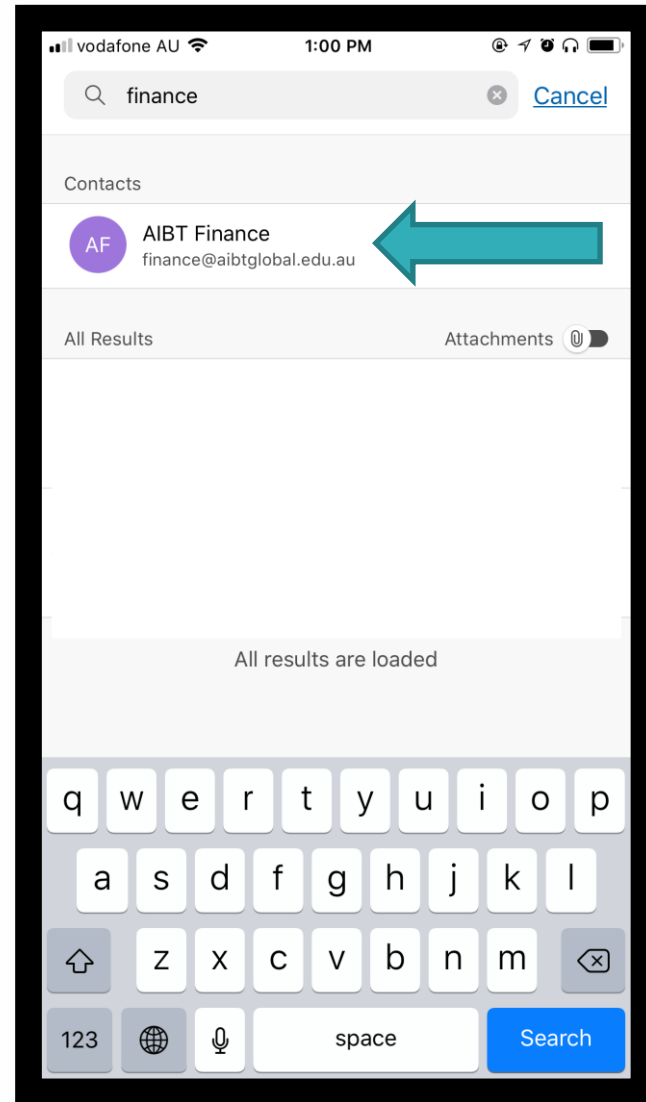 vodafone AU 1:00 PM
finance Cancel
Contacts
AF AIBT Finance
finance@aibtglobal.edu.au
All Results Attachments
All results are loaded
q w e r t y u i o p
a s d f g h j k l
z x c v b n m
123 space Search